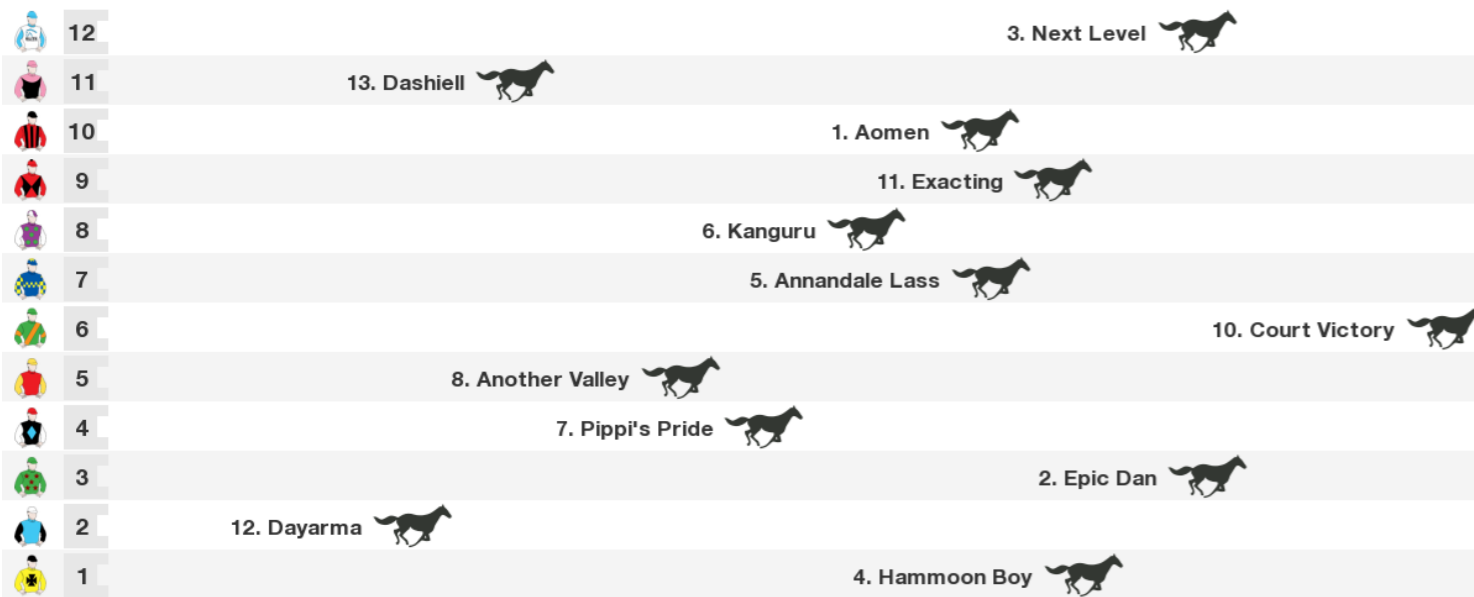 12 3. Next Level
11 13. Dashiell
10 1. Aomen
9 11. Exacting
8 6. Kanguru
7 5. Annandale Lass
6 10. Court Victory
5 8. Another Valley
4 7. Pippi's Pride
3 2. Epic Dan
2 12. Dayarma
1 4. Hammoon Boy